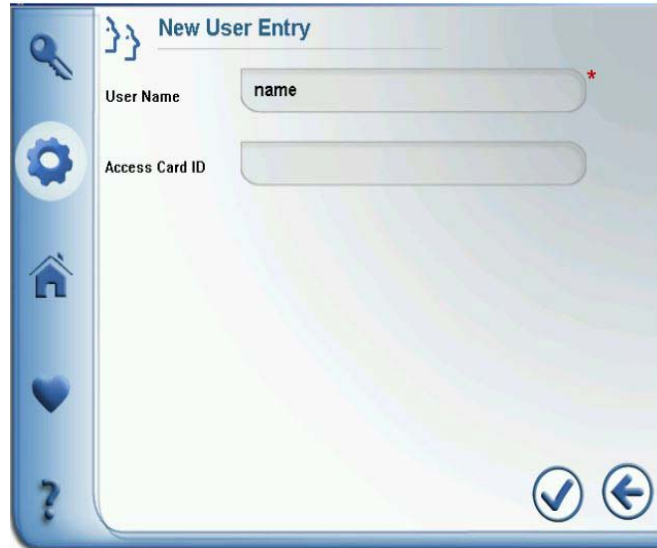 New User Entry
User Name
name
*
Access Card ID
?